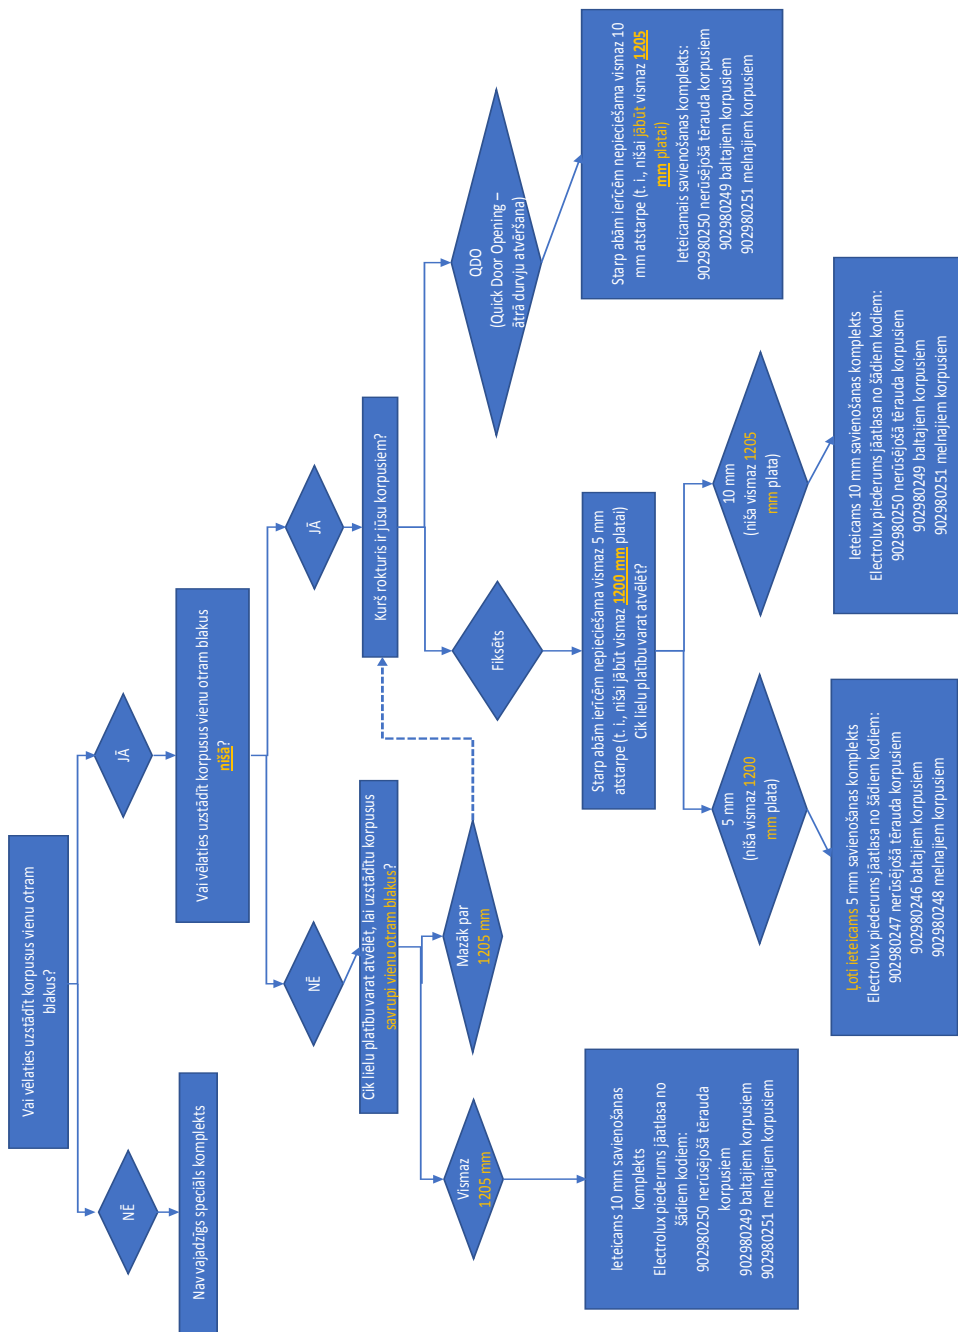 Vai vēlaties uzstādīt korpusus vienu otram
blakus?
NĒ
JĀ
Nav vajadzīgs speciāls komplekts
Vai vēlaties uzstādīt korpusus vienu otram blakus
nišā?
NĒ
JĀ
Cik lielu platību varat atvēlēt, lai uzstādītu korpusus
savrupi vienu otram blakus?
Kurš rokturis ir jūsu korpusiem?
Vismaz
1205 mm
Mazāk par
1205 mm
Fiksēts
QDO
(Quick Door Opening –
ātrā durvju atvēršana)
Ieteicams 10 mm savienošanas
komplekts
Electrolux piederums jāatlasa no
šādiem kodiem:
902980250 nerūsējošā tērauda
korpusiem
902980249 baltajiem korpusiem
902980251 melnajiem korpusiem
Starp abām ierīcēm nepieciešama vismaz 5 mm
atstarpe (t. i., nišai jābūt vismaz 1200 mm platai)
Cik lielu platību varat atvēlēt?
Starp abām ierīcēm nepieciešama vismaz 10
mm atstarpe (t. i., nišai jābūt vismaz 1205
mm platai)
Ieteicamais savienošanas komplekts:
902980250 nerūsējošā tērauda korpusiem
902980249 baltajiem korpusiem
902980251 melnajiem korpusiem
5 mm
(niša vismaz 1200
mm plata)
10 mm
(niša vismaz 1205
mm plata)
Ļoti ieteicams 5 mm savienošanas komplekts
Electrolux piederums jāatlasa no šādiem kodiem:
902980247 nerūsējošā tērauda korpusiem
902980246 baltajiem korpusiem
902980248 melnajiem korpusiem
Ieteicams 10 mm savienošanas komplekts
Electrolux piederums jāatlasa no šādiem kodiem:
902980250 nerūsējošā tērauda korpusiem
902980249 baltajiem korpusiem
902980251 melnajiem korpusiem